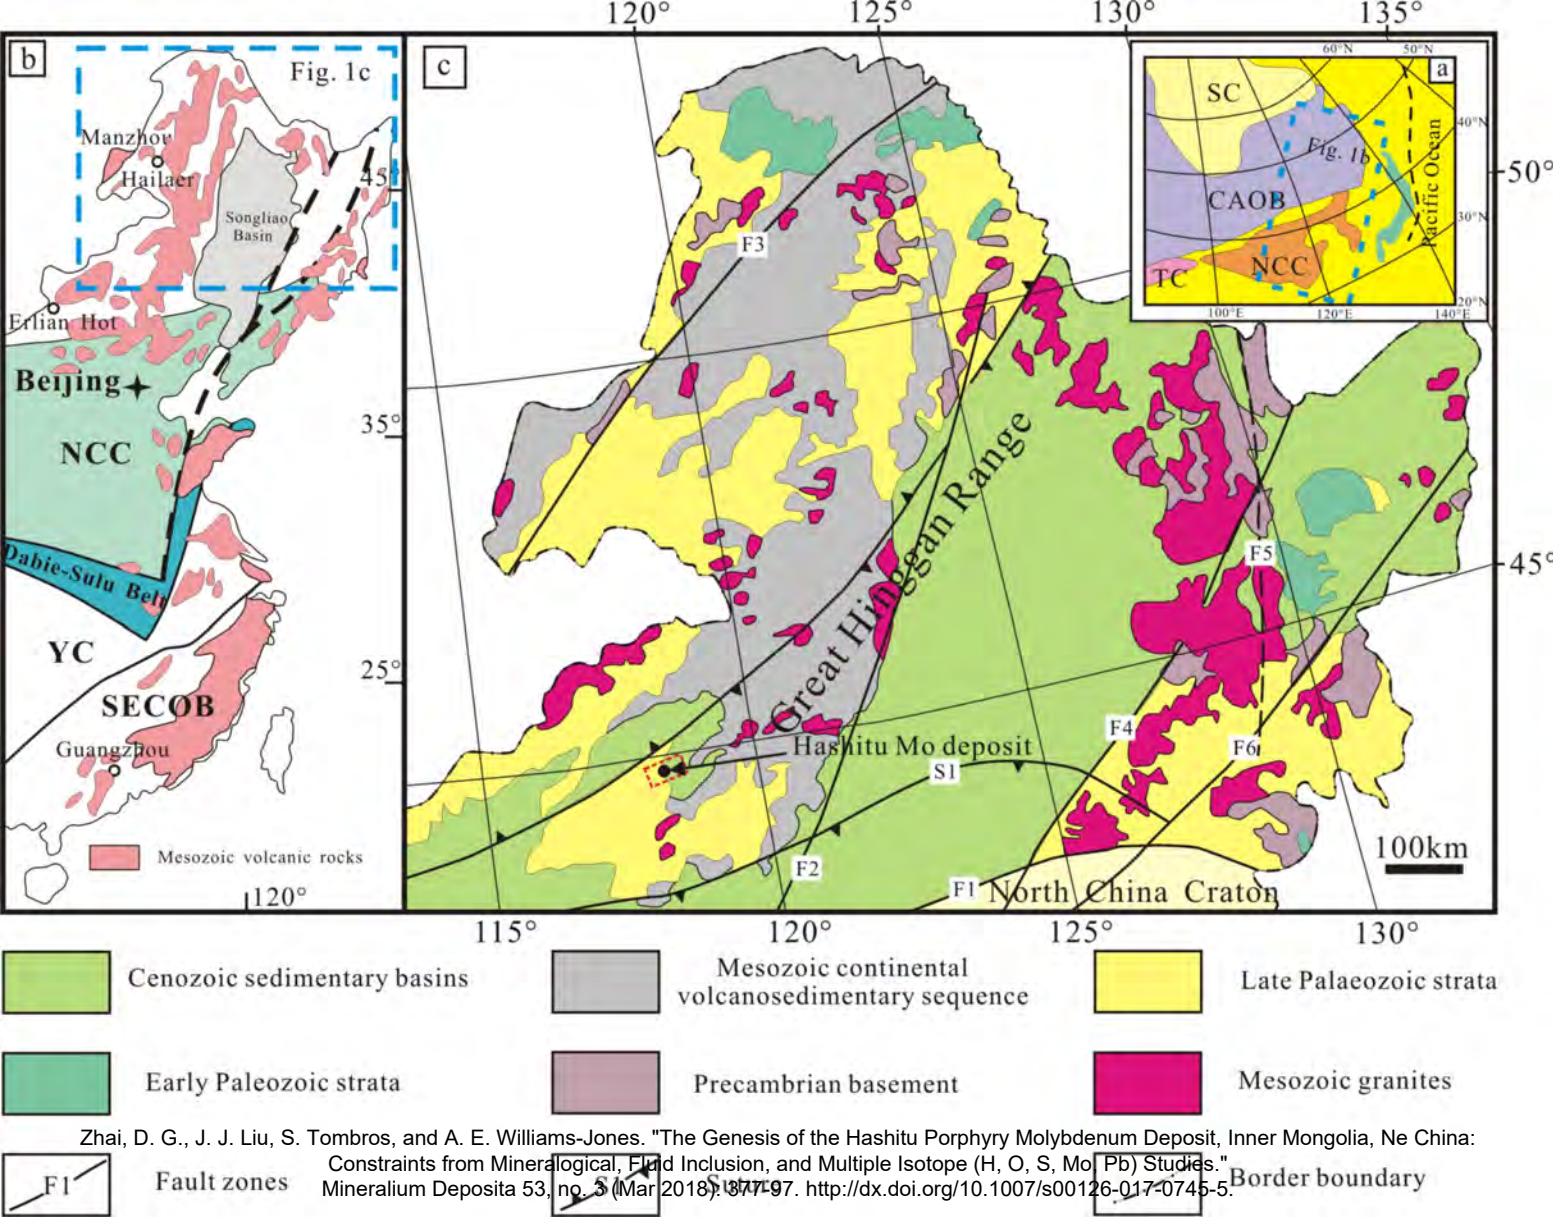 120°
125°
130°
135°
b
Fig. 1c
Manzhou
Hailaer
Songliao
Basin
Erlian Hot
Beijing
NCC
Dabie-Sulu Belt
YC
SECOB
Guangzhou
Mesozoic volcanic rocks
120°
45°
35°
25°
c
F3
Great Hinggan Range
Hashitu Mo deposit
S1
F2
F1
North China Craton
F4
F5
F6
100km
a
60°N
50°N
40°N
30°N
20°N
SC
Fig. 1b
CAOB
NCC
TC
Pacific Ocean
100°E
120°E
140°E
50°
45°
115°
120°
125°
130°
Cenozoic sedimentary basins
Mesozoic continental
volcanosedimentary sequence
Late Palaeozoic strata
Early Paleozoic strata
Precambrian basement
Mesozoic granites
Zhai, D. G., J. J. Liu, S. Tombros, and A. E. Williams-Jones. "The Genesis of the Hashitu Porphyry Molybdenum Deposit, Inner Mongolia, Ne China:
Constraints from Mineralogical, Fluid Inclusion, and Multiple Isotope (H, O, S, Mo, Pb) Studies."
Mineralium Deposita 53, no. 3 (Mar 2018): 377-97. http://dx.doi.org/10.1007/s00126-017-0745-5.
F1
Fault zones
S1
Suture
Border boundary